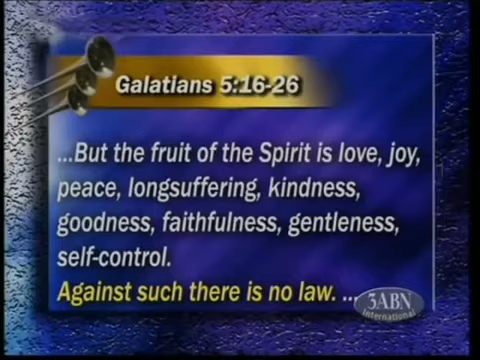 Galatians 5:16-26
...But the fruit of the Spirit is love, joy,
peace, longsuffering, kindness,
goodness, faithfulness, gentleness,
self-control.
Against such there is no law. ...
3ABN
International